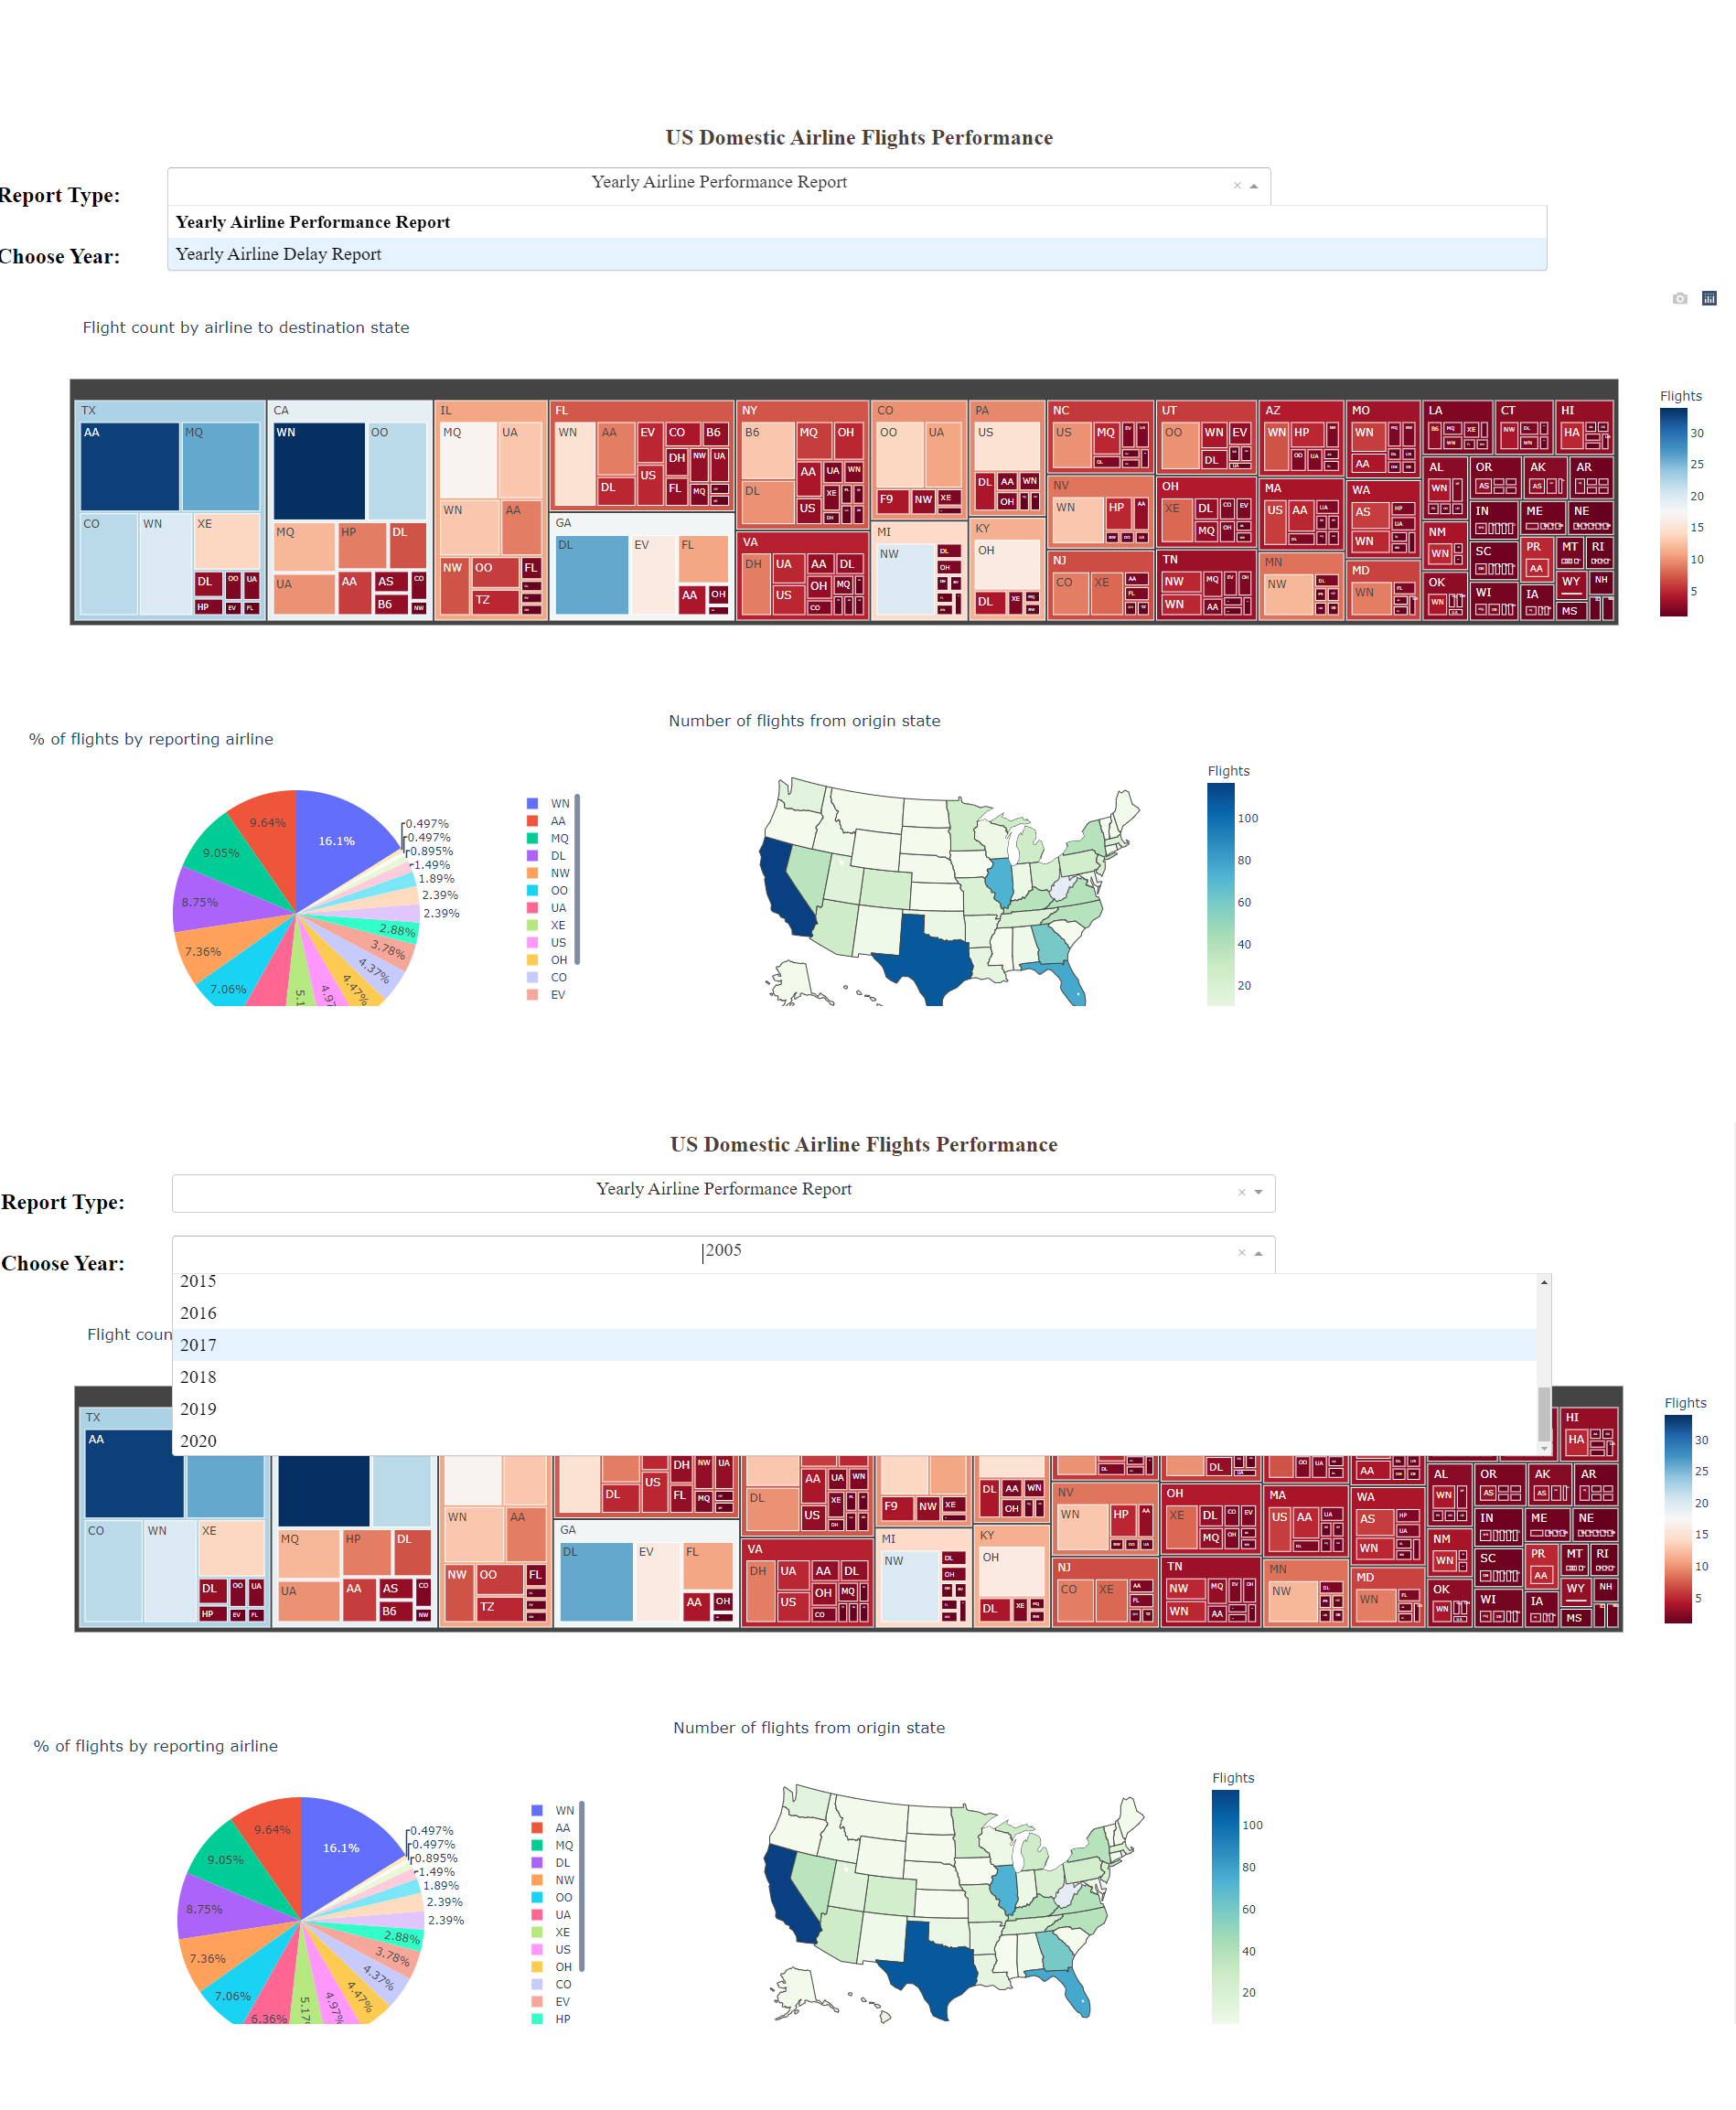 US Domestic Airline Flights Performance
Report Type:
Yearly Airline Performance Report
Yearly Airline Performance Report
Choose Year:
Yearly Airline Delay Report
Flight count by airline to destination state
TX CA IL FL NY CO PA NC UT AZ MO LA CT HI
AA MQ WN OO MQ UA WN AA EV CO B6 B6 MQ OH OO UA US US MQ OO WN EV WN HP WN NW HA
DH NW UA AA UA WN DL AA WN DL AA AL OR AK AR
DL US FL MQ DL XE US F9 NW XE OH NV OH MA WA WN AS AS
CO WN XE WN AA GA VA MI KY WN HP AA XE DL CO EV US AA UA AS HP IN ME NE
MQ HP DL DL EV FL DH UA AA DL NW DL OH MQ OH WN UA NM SC PR MT RI
NW OO FL US OH MQ NJ TN MN MD WN AA
DL OO UA UA AA AS CO TZ AA OH CO DL XE CO XE AA NW MQ EV OH NW DL WN FL OK WI IA WY NH
HP EV FL B6 NW FL WN AA WN MS
Flights
30
25
20
15
10
5
% of flights by reporting airline
Number of flights from origin state
16.1%
9.64%
9.05%
8.75%
7.36%
7.06%
0.497%
0.497%
0.895%
1.49%
1.89%
2.39%
2.39%
2.88%
3.78%
4.37%
4.47%
4.97
5.1
WN
AA
MQ
DL
NW
OO
UA
XE
US
OH
CO
EV
Flights
100
80
60
40
20
US Domestic Airline Flights Performance
Report Type:
Yearly Airline Performance Report
Choose Year:
2005
2015
2016
2017
2018
2019
2020
Flight coun
TX HI
AA HA
DH NW UA AA UA WN DL AA WN OO UA AA AL OR AK AR
DL US FL MQ DL XE US F9 NW XE OH NV OH MA WA WN AS AS
CO WN XE WN AA GA VA MI KY WN HP AA XE DL CO EV US AA UA AS HP IN ME NE
MQ HP DL DL EV FL DH UA AA DL NW DL OH MQ OH WN UA NM SC PR MT RI
NW OO FL US OH MQ NJ TN MN MD WN AA
DL OO UA UA AA AS CO TZ AA OH CO DL XE CO XE AA NW MQ EV OH NW DL WN FL OK WI IA WY NH
HP EV FL B6 NW FL WN AA WN MS
Flights
30
25
20
15
10
5
% of flights by reporting airline
Number of flights from origin state
16.1%
9.64%
9.05%
8.75%
7.36%
7.06%
6.36%
0.497%
0.497%
0.895%
1.49%
1.89%
2.39%
2.39%
2.88%
3.78%
4.37%
4.47%
4.97%
5.17
WN
AA
MQ
DL
NW
OO
UA
XE
US
OH
CO
EV
HP
Flights
100
80
60
40
20